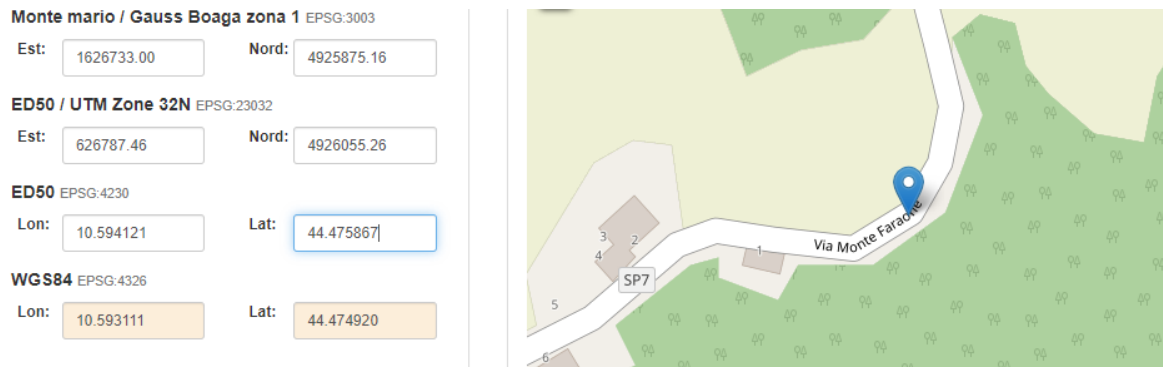 Monte mario / Gauss Boaga zona 1 EPSG:3003
Est: 1626733.00 Nord: 4925875.16
ED50 / UTM Zone 32N EPSG:23032
Est: 626787.46 Nord: 4926055.26
ED50 EPSG:4230
Lon: 10.594121 Lat: 44.475867
WGS84 EPSG:4326
Lon: 10.593111 Lat: 44.474920
Via Monte Faraone
3
2
4
1
SP7
5
6